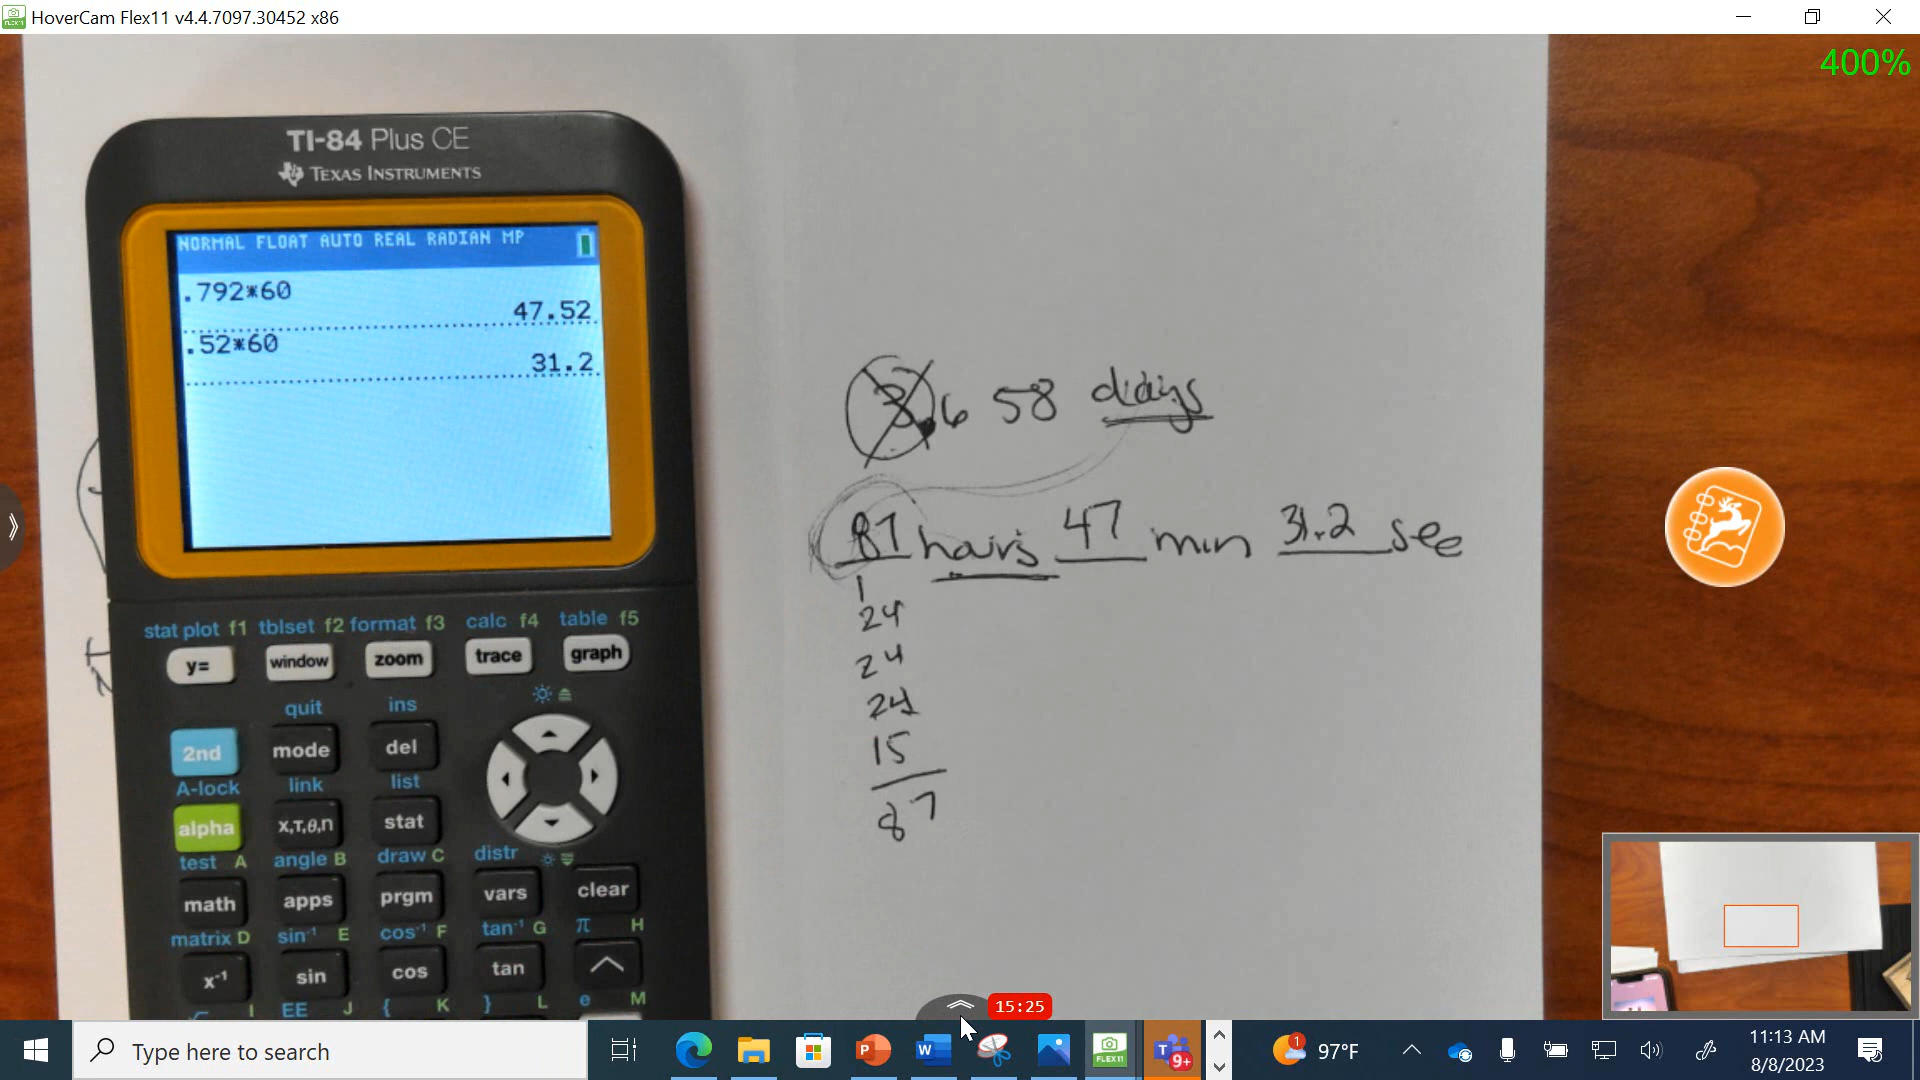 HoverCam Flex11 v4.4.7097.30452 x86
400%
TI-84 Plus CE
TEXAS INSTRUMENTS
NORMAL FLOAT AUTO REAL RADIAN MP
.792*60
47.52
.52*60
31.2
3.658 days
87 hours 47 min 31.2 sec
1
24
24
24
15
87
stat plot f1 tblset f2 format f3 calc f4 table f5
y= window zoom trace graph
quit ins
2nd mode del
A-lock link list
alpha X,T,θ,n stat
test A angle B draw C distr
math apps prgm vars clear
matrix D sin⁻¹ E cos⁻¹ F tan⁻¹ G π H
x⁻¹ sin cos tan ^
I EE J { K } L e M
15:25
Type here to search
FLEX11
9+
1
97°F
11:13 AM
8/8/2023